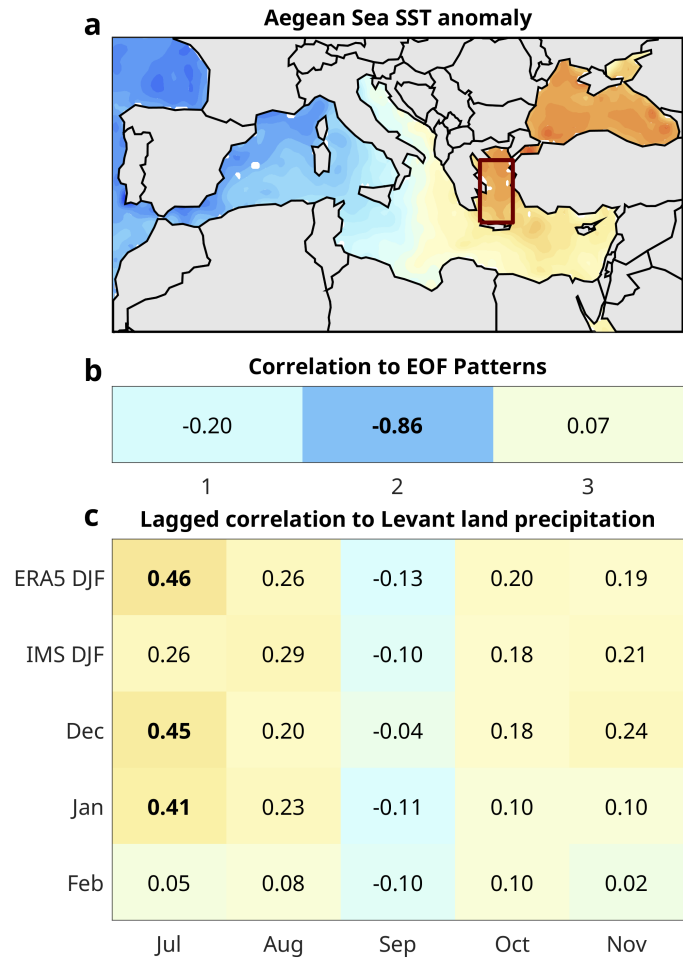 a
Aegean Sea SST anomaly
b
Correlation to EOF Patterns
-0.20 -0.86 0.07
1 2 3
c
Lagged correlation to Levant land precipitation
ERA5 DJF 0.46 0.26 -0.13 0.20 0.19
IMS DJF 0.26 0.29 -0.10 0.18 0.21
Dec 0.45 0.20 -0.04 0.18 0.24
Jan 0.41 0.23 -0.11 0.10 0.10
Feb 0.05 0.08 -0.10 0.10 0.02
Jul Aug Sep Oct Nov